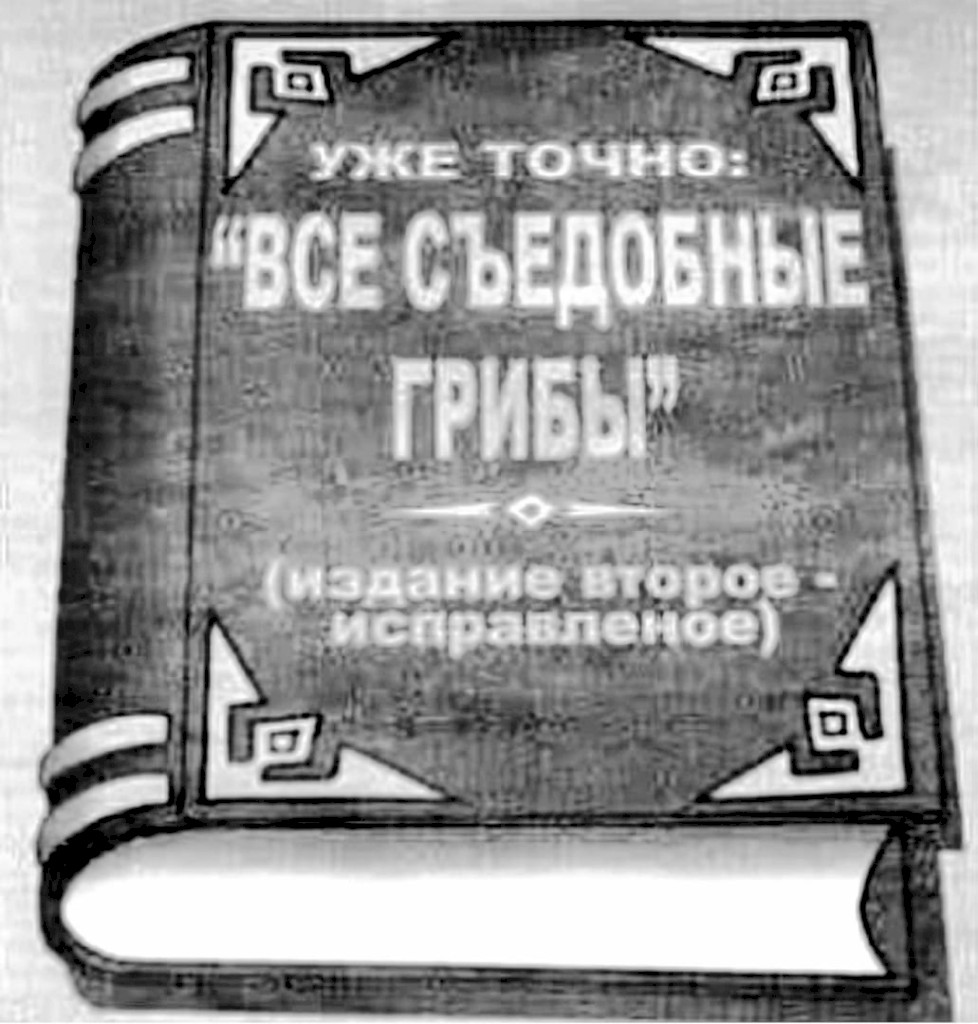 УЖЕ ТОЧНО:
“ВСЕ СЪЕДОБНЫЕ
ГРИБЫ”
(издание второе -
исправленое)